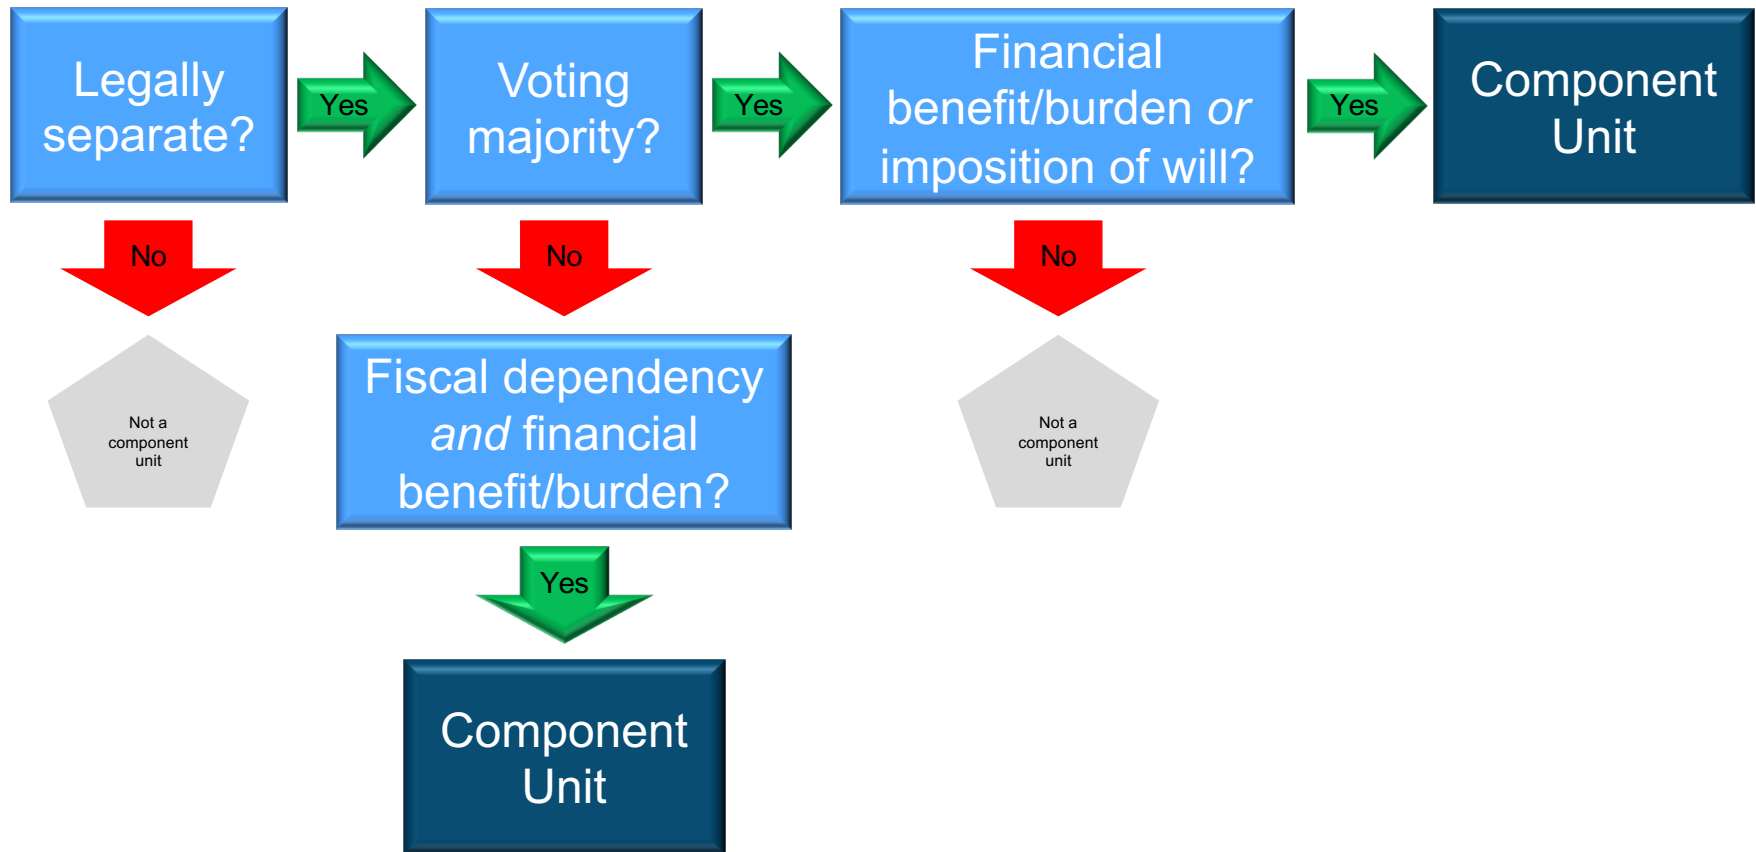 Legally
separate?
Yes
Voting
majority?
Yes
Financial
benefit/burden or
imposition of will?
Yes
Component
Unit
No
No
No
Not a
component
unit
Fiscal dependency
and financial
benefit/burden?
Not a
component
unit
Yes
Component
Unit